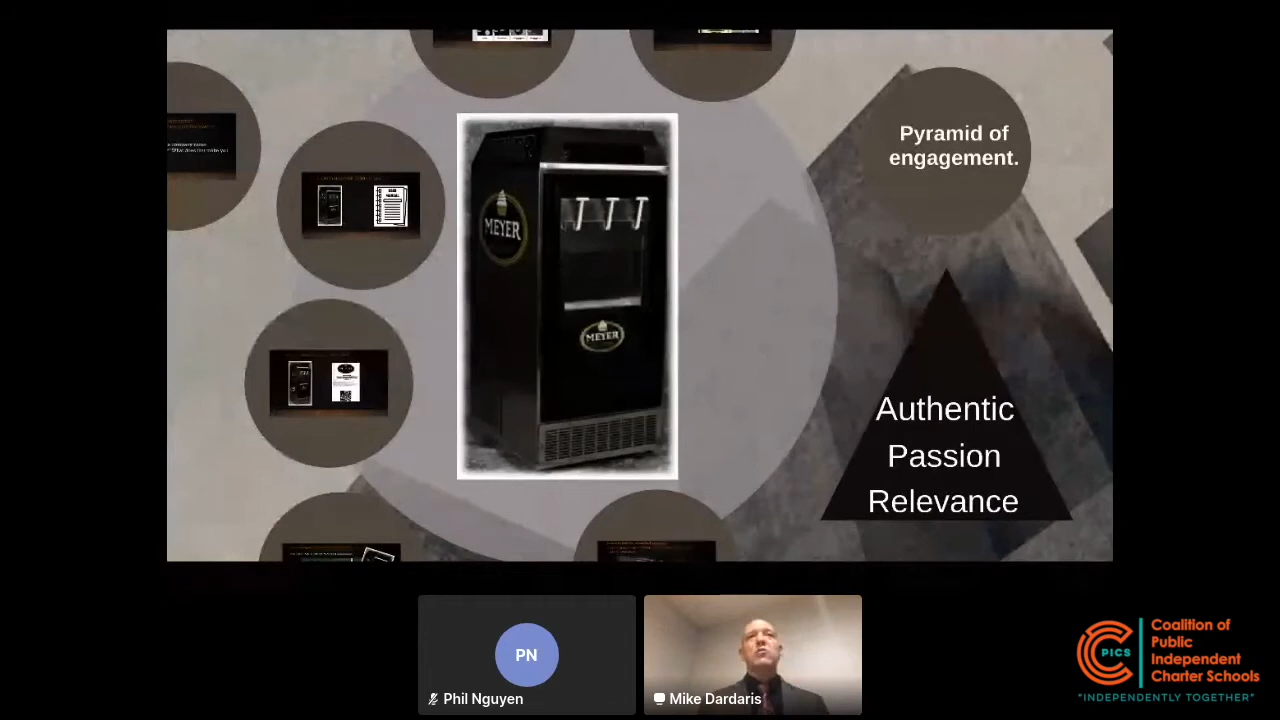 Pyramid of
engagement.
MEYER
MEYER
Authentic
Passion
Relevance
PN
Phil Nguyen
Mike Dardaris
PICS
Coalition of
Public
Independent
Charter Schools
"INDEPENDENTLY TOGETHER"